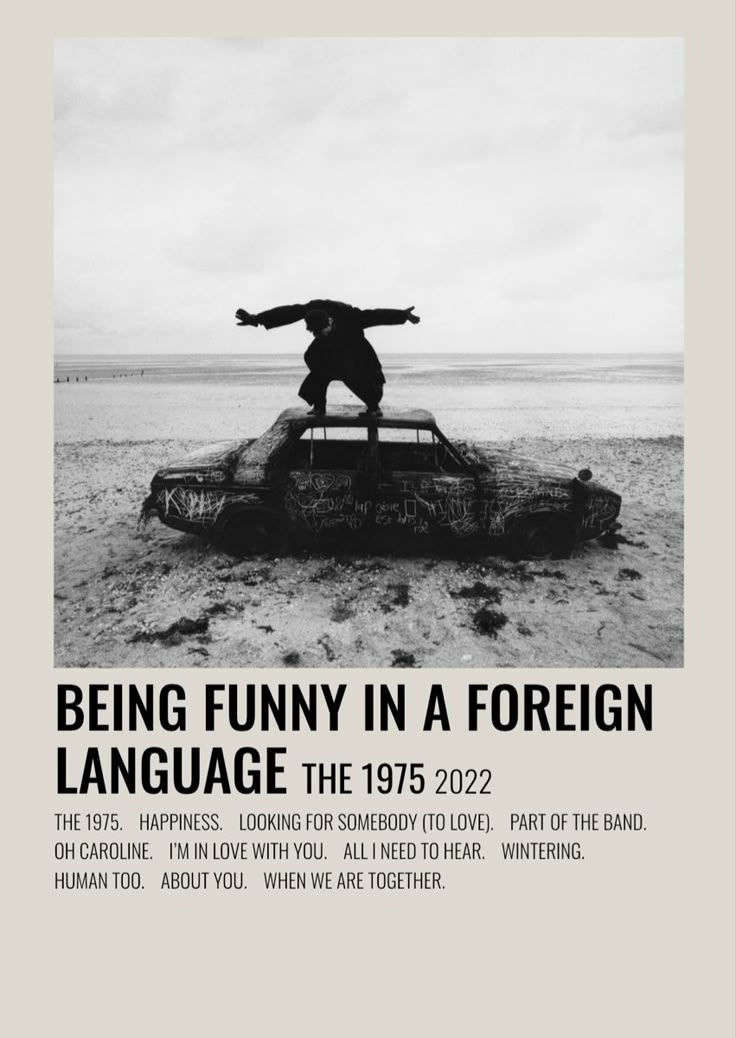 BEING FUNNY IN A FOREIGN
LANGUAGE THE 1975 2022
THE 1975. HAPPINESS. LOOKING FOR SOMEBODY (TO LOVE). PART OF THE BAND.
OH CAROLINE. I'M IN LOVE WITH YOU. ALL I NEED TO HEAR. WINTERING.
HUMAN TOO. ABOUT YOU. WHEN WE ARE TOGETHER.